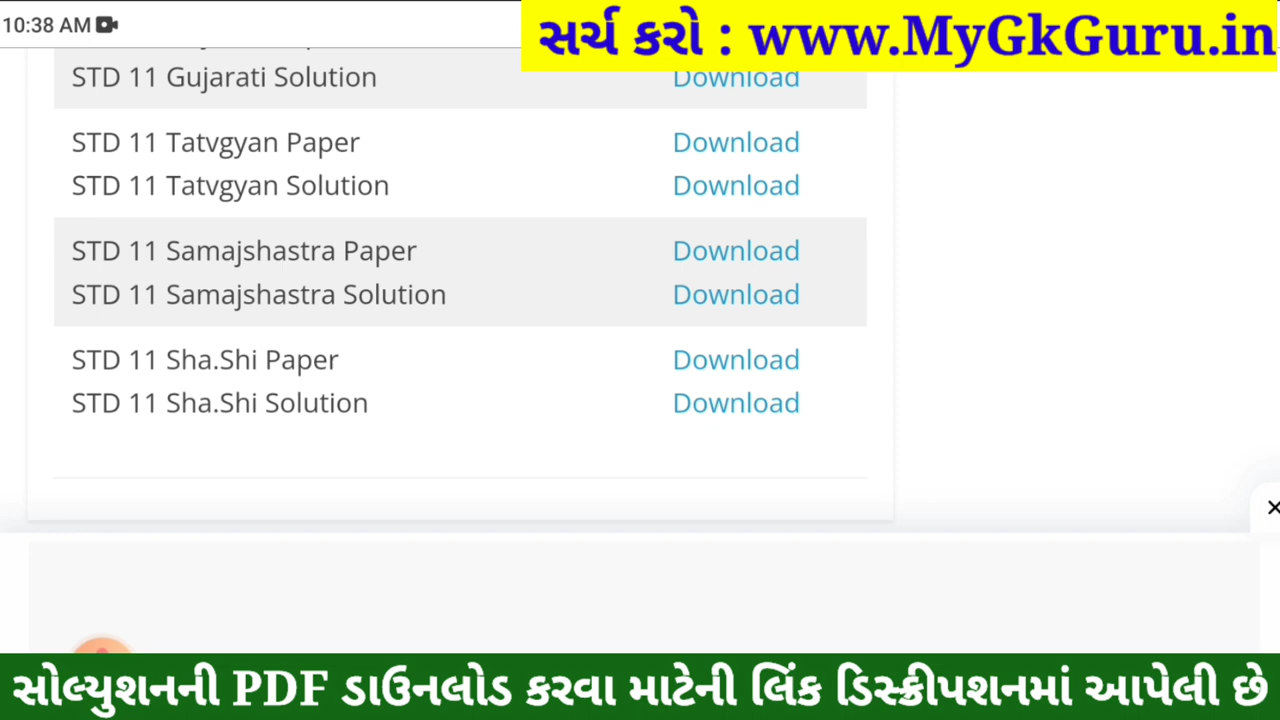 10:38 AM
સર્ચ કરો : www.MyGkGuru.in
STD 11 Gujarati Solution Download
STD 11 Tatvgyan Paper Download
STD 11 Tatvgyan Solution Download
STD 11 Samajshastra Paper Download
STD 11 Samajshastra Solution Download
STD 11 Sha.Shi Paper Download
STD 11 Sha.Shi Solution Download
સોલ્યુશનની PDF ડાઉનલોડ કરવા માટેની લિંક ડિસ્ક્રીપશનમાં આપેલી છે